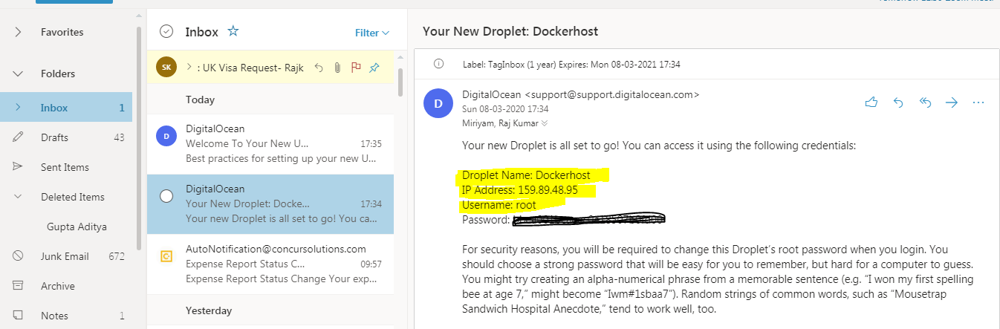 Favorites
Folders
Inbox 1
Drafts 43
Sent Items
Deleted Items
Gupta Aditya
Junk Email 672
Archive
Notes 1
Inbox
Filter
SK
: UK Visa Request- Rajk
Today
D
DigitalOcean
Welcome To Your New U... 17:35
Best practices for setting up your new U...
DigitalOcean
Your New Droplet: Docke... 17:34
Your new Droplet is all set to go! You ca...
AutoNotification@concursolutions.com
Expense Report Status C... 09:57
Expense Report Status Change Your exp...
Yesterday
Your New Droplet: Dockerhost
Label: TagInbox (1 year) Expires: Mon 08-03-2021 17:34
D
DigitalOcean <support@support.digitalocean.com>
Sun 08-03-2020 17:34
Miriyam, Raj Kumar
Your new Droplet is all set to go! You can access it using the following credentials:
Droplet Name: Dockerhost
IP Address: 159.89.48.95
Username: root
Password:
For security reasons, you will be required to change this Droplet's root password when you login. You
should choose a strong password that will be easy for you to remember, but hard for a computer to guess.
You might try creating an alpha-numerical phrase from a memorable sentence (e.g. “I won my first spelling
bee at age 7,” might become “Iwm#1sbaa7”). Random strings of common words, such as “Mousetrap
Sandwich Hospital Anecdote,” tend to work well, too.